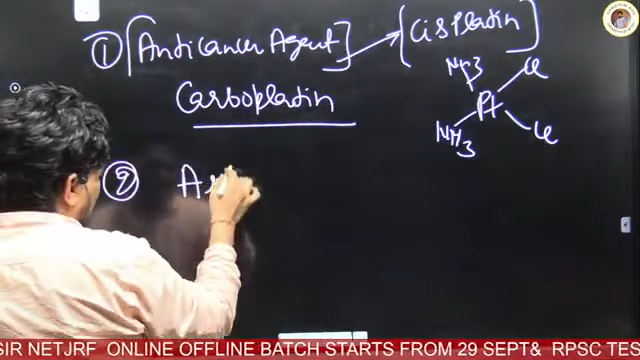 ① [Anticancer Agent] → [Cisplatin]
NH3 Cl
Pt
NH3 Cl
Carboplatin
②
SIR NETJRF ONLINE OFFLINE BATCH STARTS FROM 29 SEPT& RPSC TES